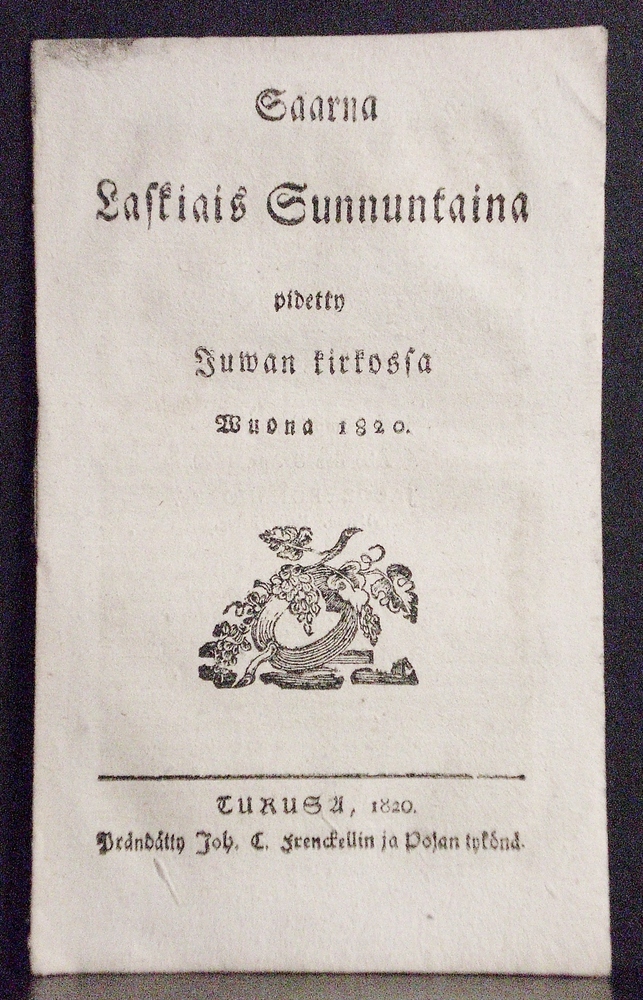 Saarna
Laskiais Sunnuntaina
pidetty
Juwan kirkossa
Wuona 1820.
TURUSA, 1820.
Prändätty Joh. C. Frenckellin ja Pojan tykönä.